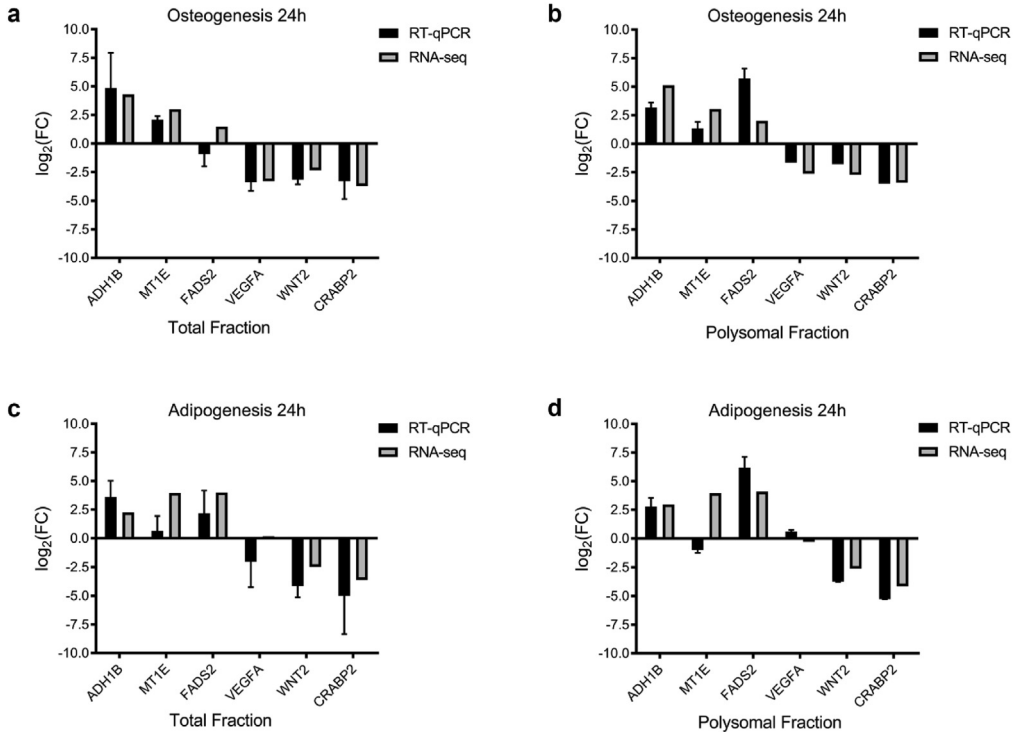 a
Osteogenesis 24h
RT-qPCR
RNA-seq
log2(FC)
10.0
7.5
5.0
2.5
0.0
-2.5
-5.0
-7.5
-10.0
ADH1B
MT1E
FADS2
VEGFA
WNT2
CRABP2
Total Fraction
b
Osteogenesis 24h
RT-qPCR
RNA-seq
log2(FC)
10.0
7.5
5.0
2.5
0.0
-2.5
-5.0
-7.5
-10.0
ADH1B
MT1E
FADS2
VEGFA
WNT2
CRABP2
Polysomal Fraction
c
Adipogenesis 24h
RT-qPCR
RNA-seq
log2(FC)
10.0
7.5
5.0
2.5
0.0
-2.5
-5.0
-7.5
-10.0
ADH1B
MT1E
FADS2
VEGFA
WNT2
CRABP2
Total Fraction
d
Adipogenesis 24h
RT-qPCR
RNA-seq
log2(FC)
10.0
7.5
5.0
2.5
0.0
-2.5
-5.0
-7.5
-10.0
ADH1B
MT1E
FADS2
VEGFA
WNT2
CRABP2
Polysomal Fraction